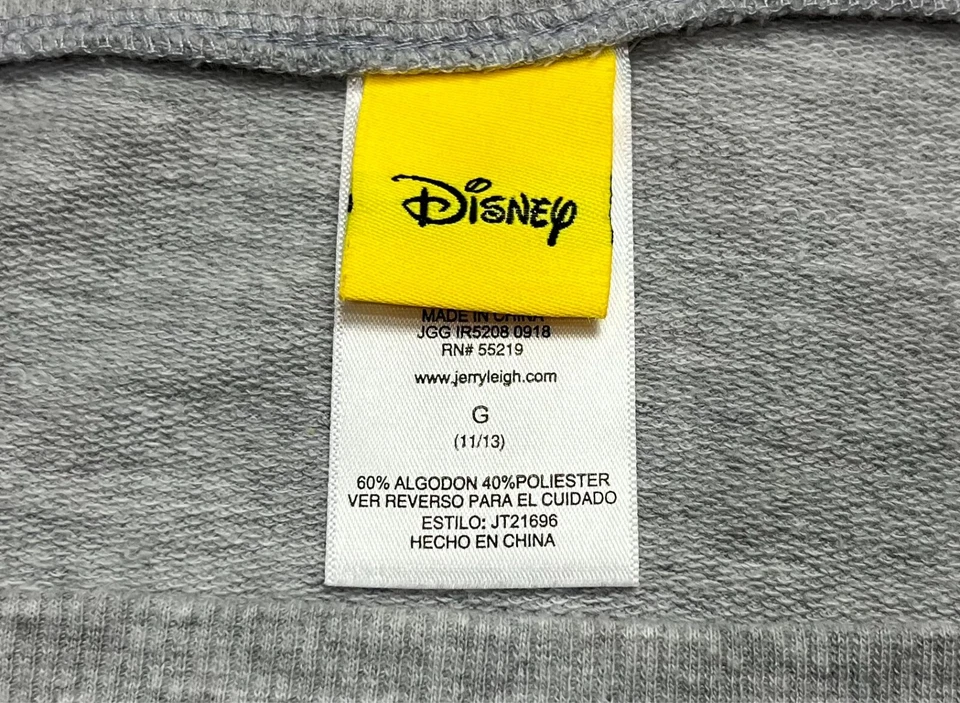 Disney
MADE IN CHINA
JGG IR5208 0918
RN# 55219
www.jerryleigh.com
G
(11/13)
60% ALGODON 40%POLIESTER
VER REVERSO PARA EL CUIDADO
ESTILO: JT21696
HECHO EN CHINA